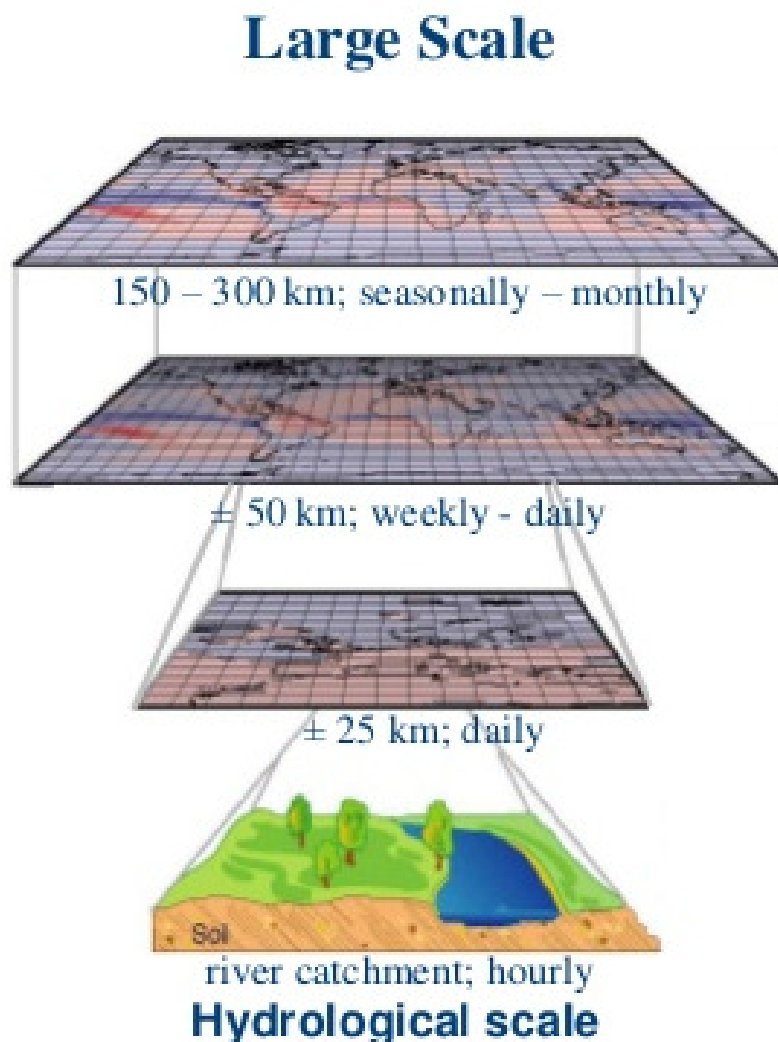 Large Scale
150 – 300 km; seasonally – monthly
± 50 km; weekly - daily
± 25 km; daily
Soil
river catchment; hourly
Hydrological scale